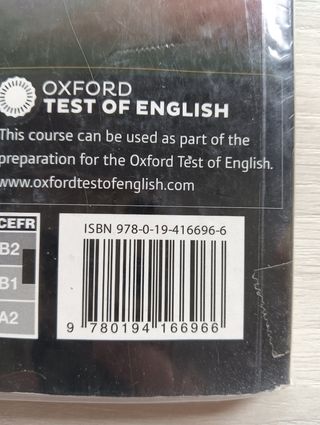 OXFORD
TEST OF ENGLISH
This course can be used as part of the
preparation for the Oxford Test of English.
www.oxfordtestofenglish.com
CEFR
B2
B1
A2
ISBN 978-0-19-416696-6
9 780194 166966